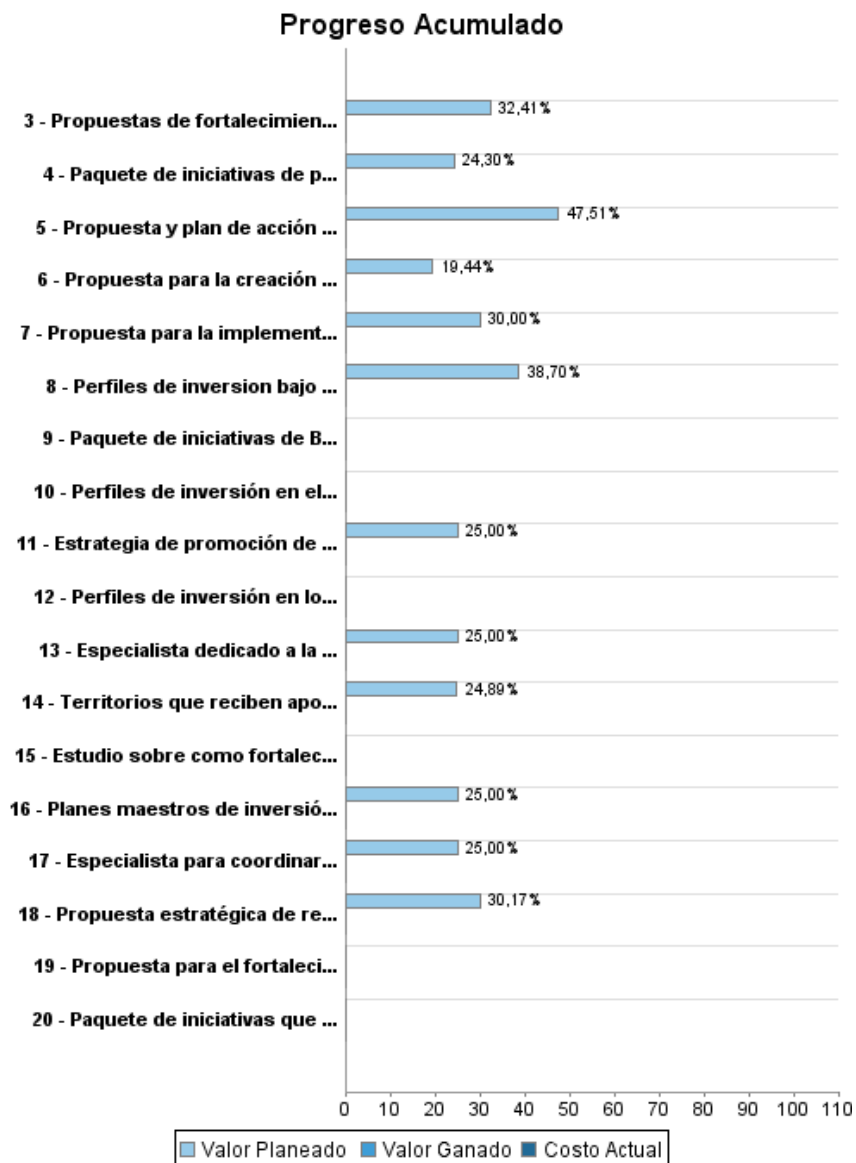 Progreso Acumulado
3 - Propuestas de fortalecimien... 32,41%
4 - Paquete de iniciativas de p... 24,30%
5 - Propuesta y plan de acción ... 47,51%
6 - Propuesta para la creación ... 19,44%
7 - Propuesta para la implement... 30,00%
8 - Perfiles de inversion bajo ... 38,70%
9 - Paquete de iniciativas de B...
10 - Perfiles de inversión en el...
11 - Estrategia de promoción de ... 25,00%
12 - Perfiles de inversión en lo...
13 - Especialista dedicado a la ... 25,00%
14 - Territorios que reciben apo... 24,89%
15 - Estudio sobre como fortalec...
16 - Planes maestros de inversió... 25,00%
17 - Especialista para coordinar... 25,00%
18 - Propuesta estratégica de re... 30,17%
19 - Propuesta para el fortaleci...
20 - Paquete de iniciativas que ...
0 10 20 30 40 50 60 70 80 90 100 110
Valor Planeado Valor Ganado Costo Actual